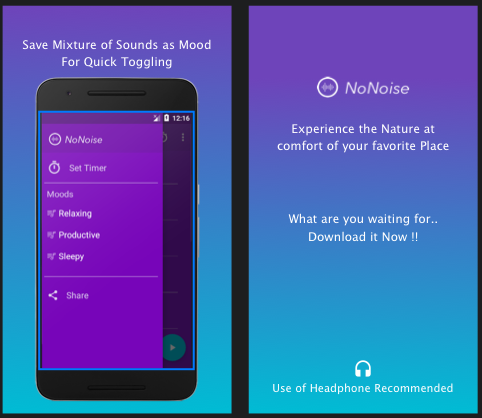 Save Mixture of Sounds as Mood
For Quick Toggling
12:16
NoNoise
Set Timer
Moods
Relaxing
Productive
Sleepy
Share
NoNoise
Experience the Nature at
comfort of your favorite Place
What are you waiting for..
Download it Now !!
Use of Headphone Recommended